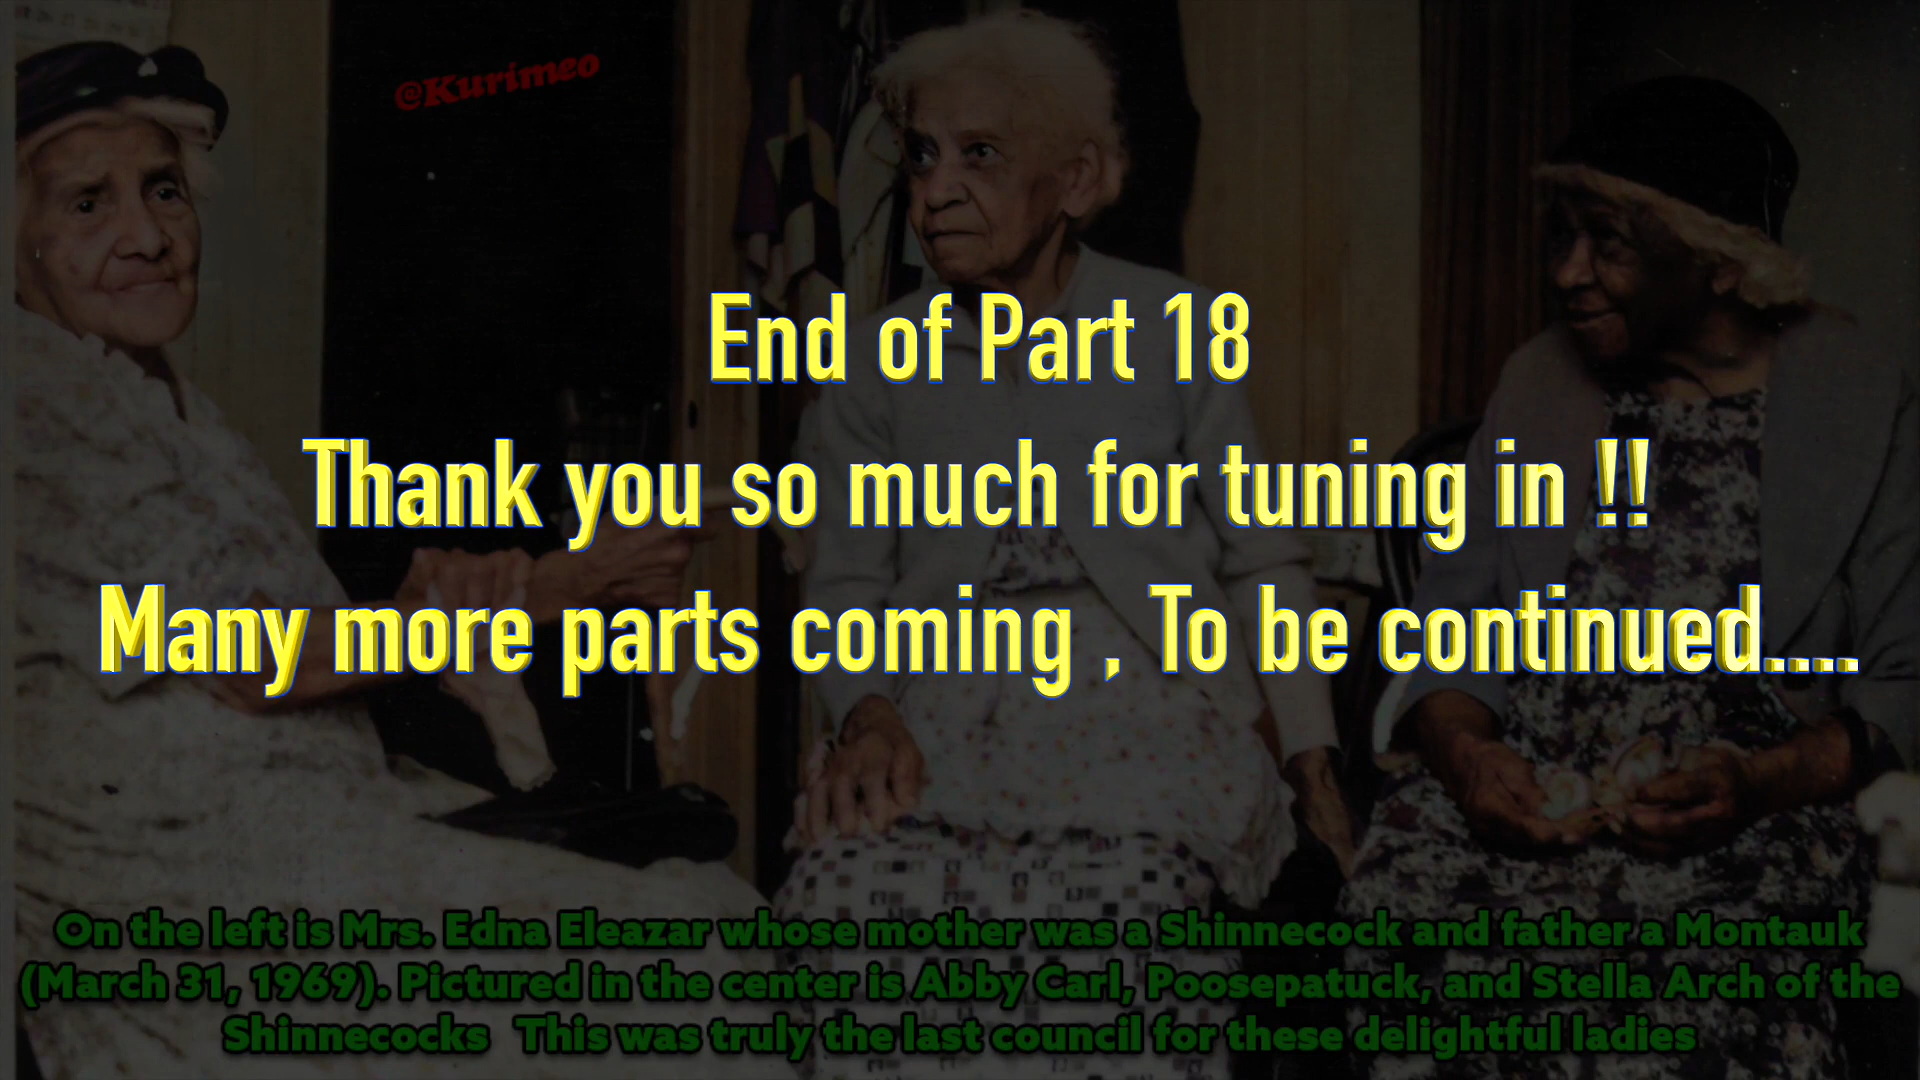 @Kurimeo
End of Part 18
Thank you so much for tuning in !!
Many more parts coming , To be continued....
On the left is Mrs. Edna Eleazar whose mother was a Shinnecock and father a Montauk
(March 31, 1969). Pictured in the center is Abby Carl, Poosepatuck, and Stella Arch of the
Shinnecocks This was truly the last council for these delightful ladies